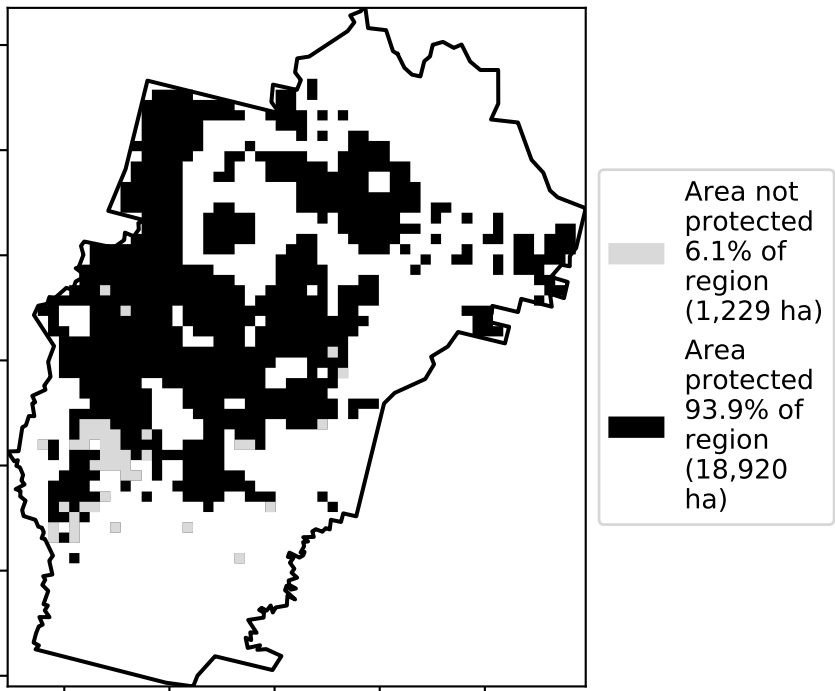 Area not
protected
6.1% of
region
(1,229 ha)
Area
protected
93.9% of
region
(18,920
ha)